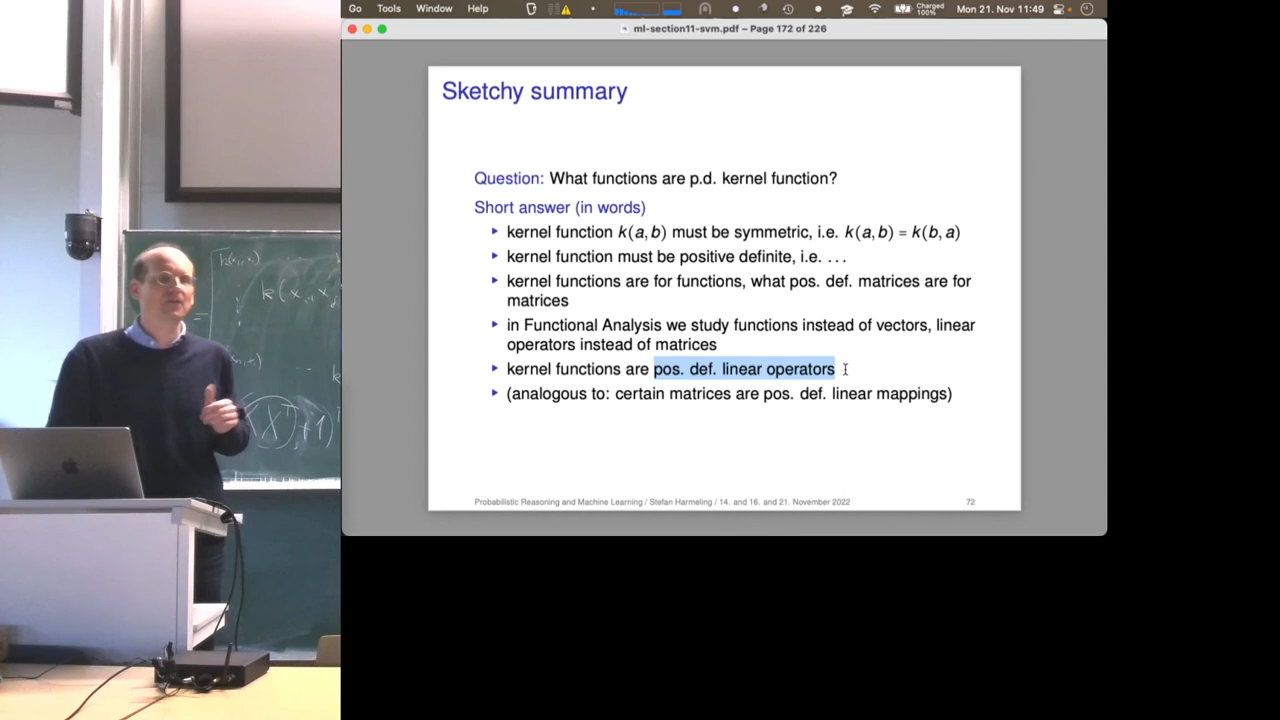 Go Tools Window Help Charged 100% Mon 21. Nov 11:49
ml-section11-svm.pdf – Page 172 of 226
Sketchy summary
Question: What functions are p.d. kernel function?
Short answer (in words)
‣ kernel function k(a, b) must be symmetric, i.e. k(a, b) = k(b, a)
‣ kernel function must be positive definite, i.e. . . .
‣ kernel functions are for functions, what pos. def. matrices are for
matrices
‣ in Functional Analysis we study functions instead of vectors, linear
operators instead of matrices
‣ kernel functions are pos. def. linear operators
‣ (analogous to: certain matrices are pos. def. linear mappings)
Probabilistic Reasoning and Machine Learning / Stefan Harmeling / 14. and 16. and 21. November 2022 72